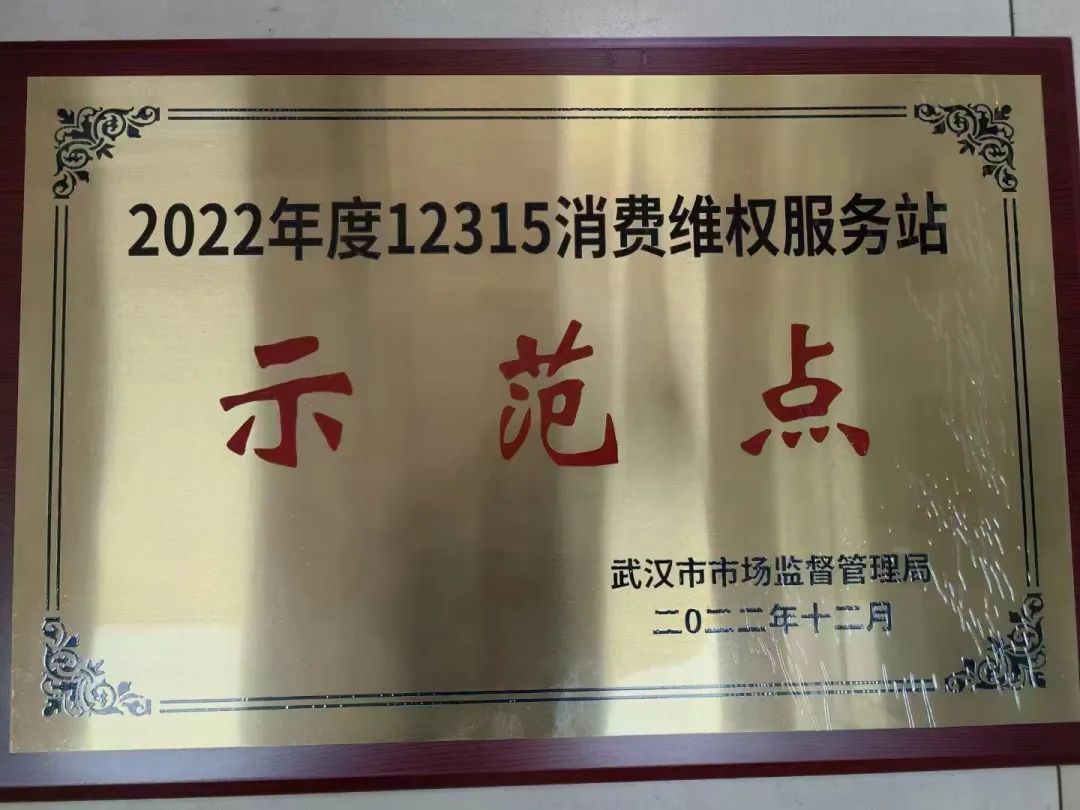 2022年度12315消费维权服务站
示范点
武汉市市场监督管理局
二0二二年十二月